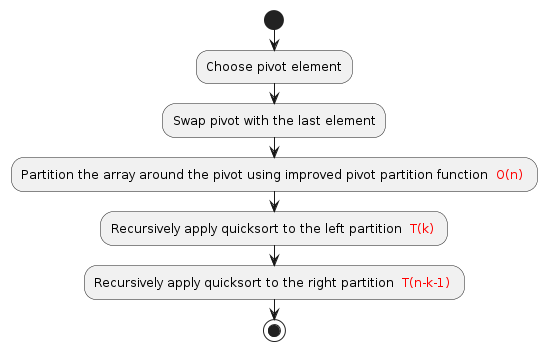 Choose pivot element
Swap pivot with the last element
Partition the array around the pivot using improved pivot partition function O(n)
Recursively apply quicksort to the left partition T(k)
Recursively apply quicksort to the right partition T(n-k-1)